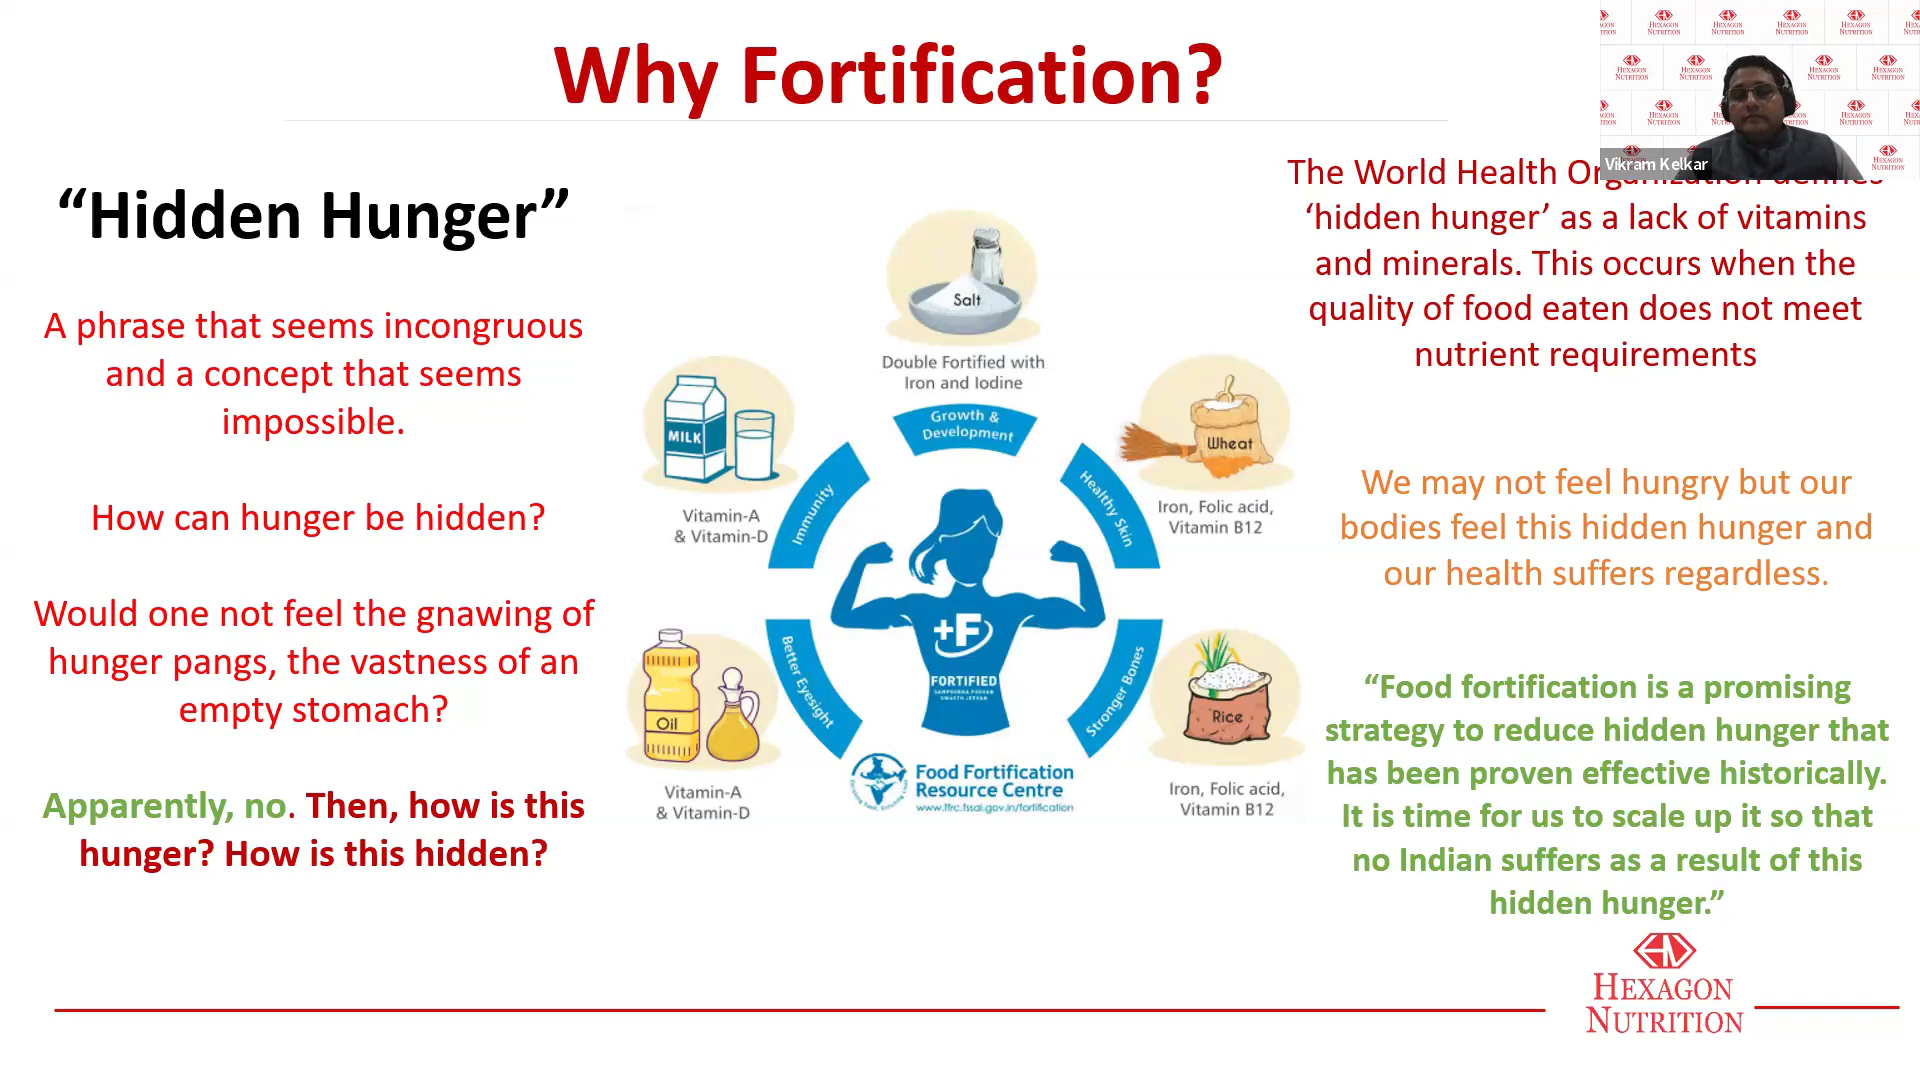 Why Fortification?
“Hidden Hunger”
A phrase that seems incongruous
and a concept that seems
impossible.
How can hunger be hidden?
Would one not feel the gnawing of
hunger pangs, the vastness of an
empty stomach?
Apparently, no. Then, how is this
hunger? How is this hidden?
Salt
Double Fortified with
Iron and Iodine
MILK
Vitamin-A
& Vitamin-D
Wheat
Iron, Folic acid,
Vitamin B12
Oil
Vitamin-A
& Vitamin-D
Rice
Iron, Folic acid,
Vitamin B12
Growth &
Development
Immunity
Healthy Skin
Better Eyesight
Stronger Bones
+F
FORTIFIED
SAMPOORNA POSHAN
SWASTH JEEVAN
Food Fortification
Resource Centre
www.ffrc.fssai.gov.in/fortification
The World Health Organization defines
‘hidden hunger’ as a lack of vitamins
and minerals. This occurs when the
quality of food eaten does not meet
nutrient requirements
We may not feel hungry but our
bodies feel this hidden hunger and
our health suffers regardless.
“Food fortification is a promising
strategy to reduce hidden hunger that
has been proven effective historically.
It is time for us to scale up it so that
no Indian suffers as a result of this
hidden hunger.”
HEXAGON
NUTRITION
Vikram Kelkar
HEXAGON
NUTRITION